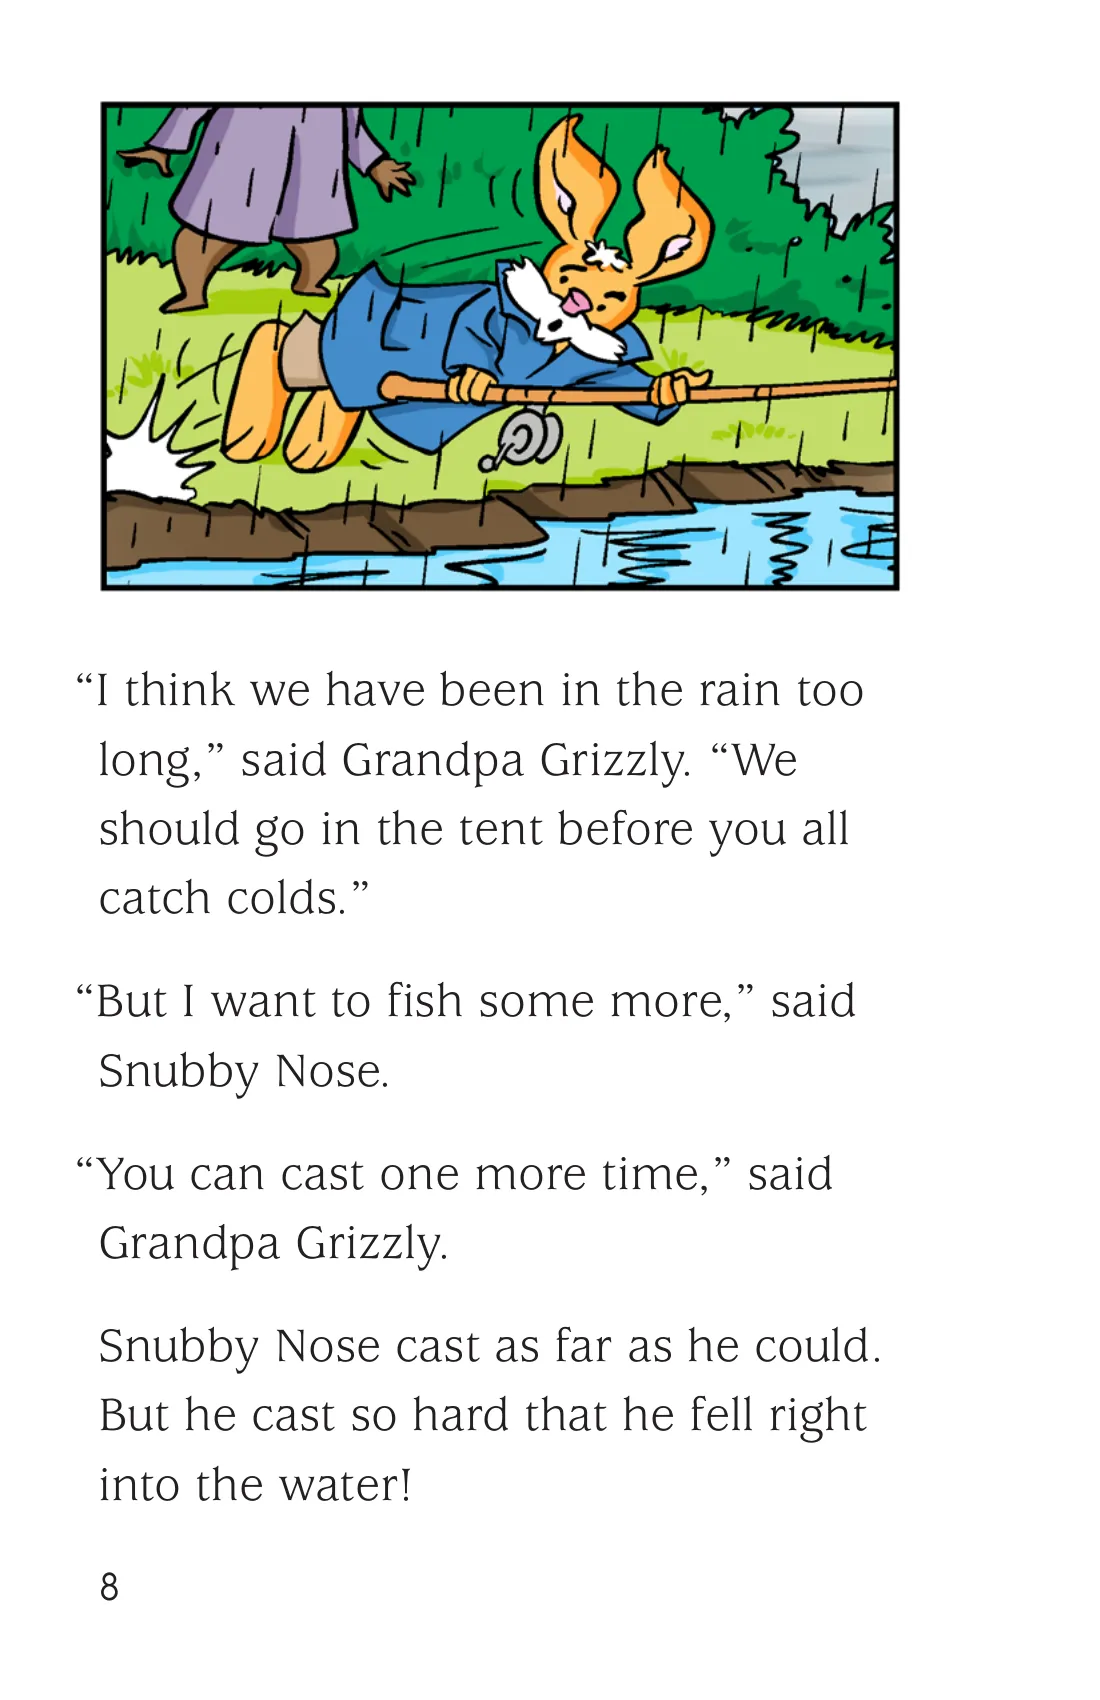 “I think we have been in the rain too
long,” said Grandpa Grizzly. “We
should go in the tent before you all
catch colds.”
“But I want to fish some more,” said
Snubby Nose.
“You can cast one more time,” said
Grandpa Grizzly.
Snubby Nose cast as far as he could.
But he cast so hard that he fell right
into the water!
8